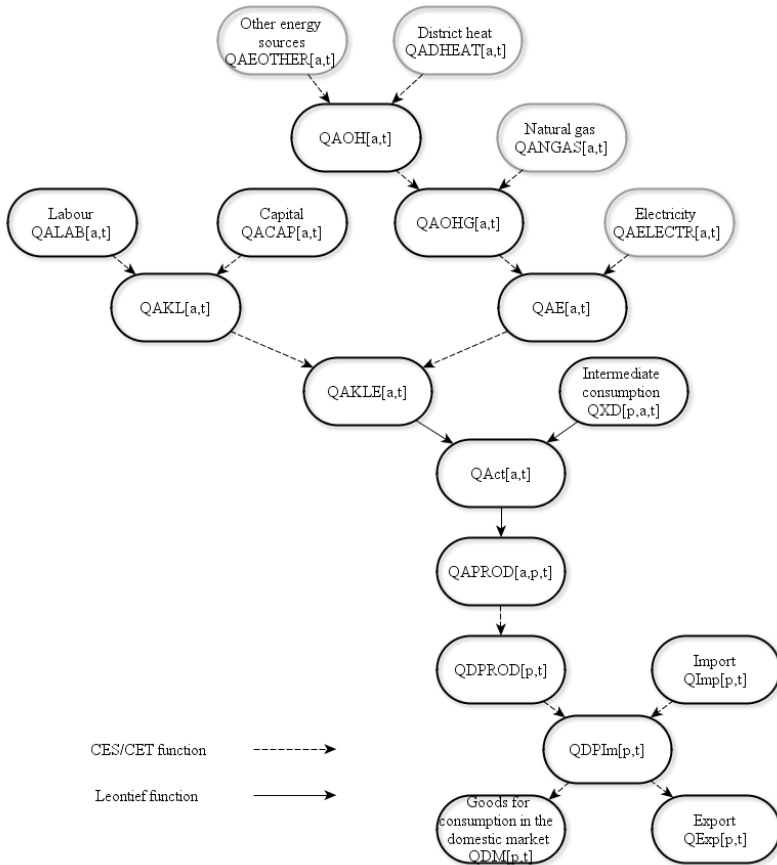 Other energy
sources
QAEOTHER[a,t]
District heat
QADHEAT[a,t]
QAOH[a,t]
Natural gas
QANGAS[a,t]
Labour
QALAB[a,t]
Capital
QACAP[a,t]
QAOHG[a,t]
Electricity
QAELECTR[a,t]
QAKL[a,t]
QAE[a,t]
QAKLE[a,t]
Intermediate
consumption
QXD[p,a,t]
QAct[a,t]
QAPROD[a,p,t]
QDPROD[p,t]
Import
QImp[p,t]
CES/CET function
QDPIm[p,t]
Leontief function
Goods for
consumption in the
domestic market
QDM[p,t]
Export
QExp[p,t]